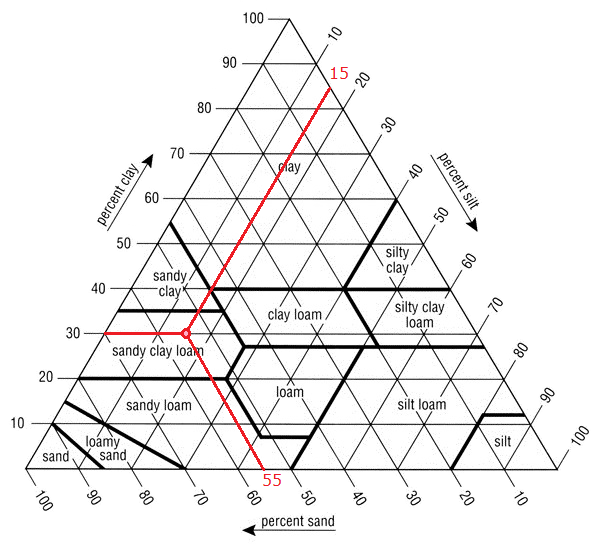 100
10
90
15
20
80
30
70
clay
40
percent clay
percent silt
60
50
50
silty
clay
60
sandy
clay
40
silty clay
loam
clay loam
70
30
sandy clay loam
80
20
loam
sandy loam
silt loam
90
10
loamy
sand
sand
silt
100
100
90
80
70
60
55
50
40
30
20
10
percent sand